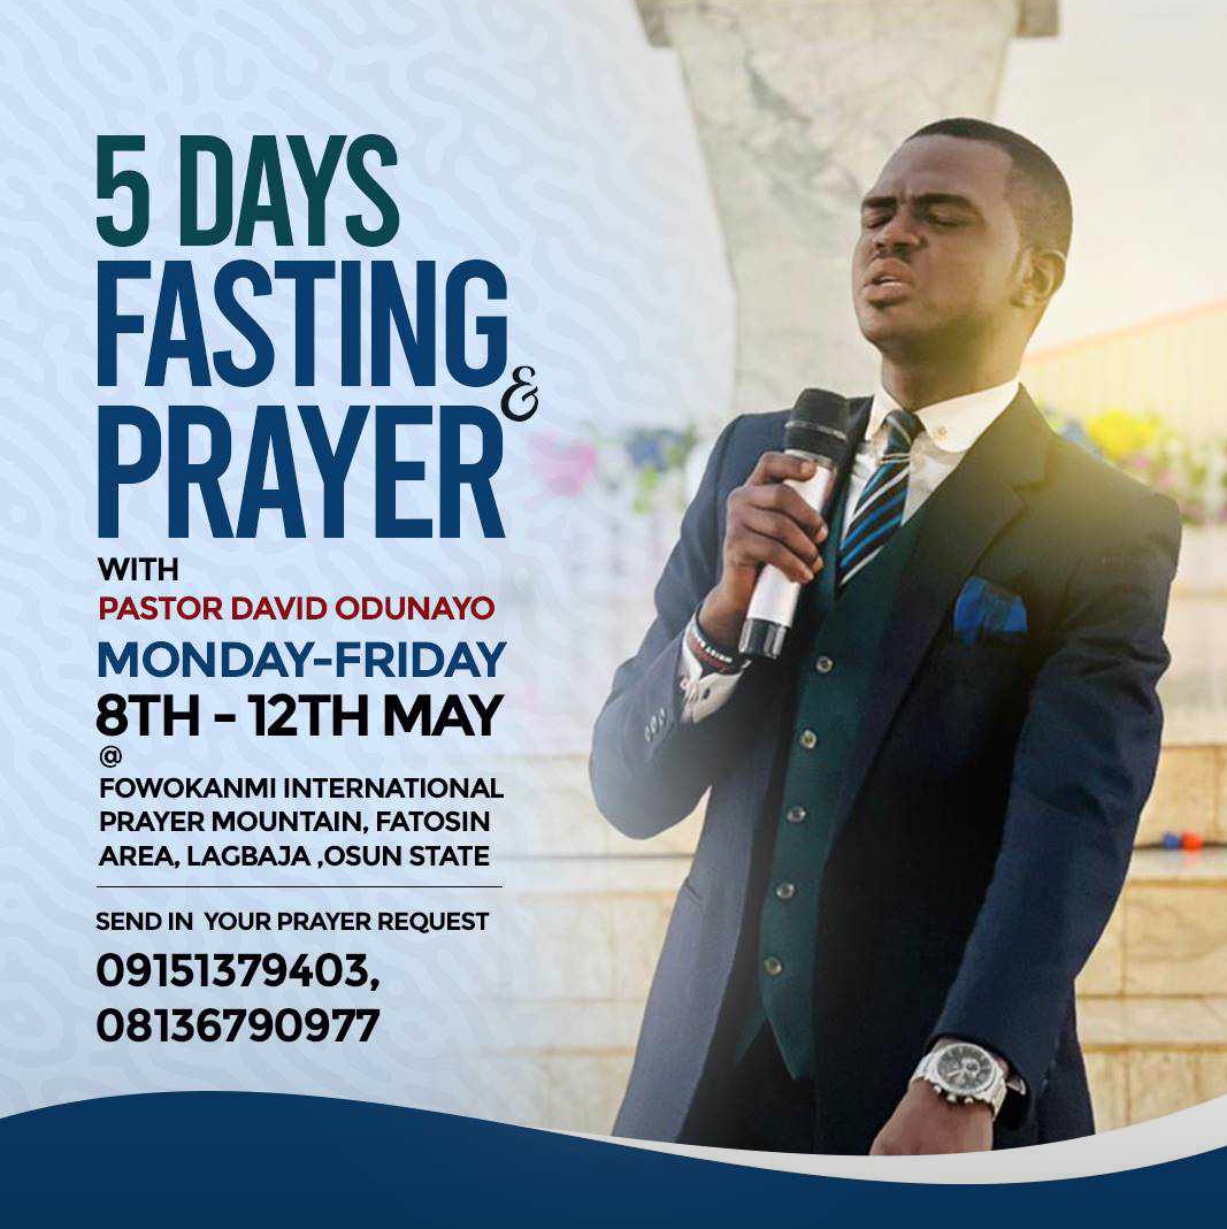 5 DAYS
FASTING
&
PRAYER
WITH
PASTOR DAVID ODUNAYO
MONDAY-FRIDAY
8TH - 12TH MAY
@
FOWOKANMI INTERNATIONAL
PRAYER MOUNTAIN, FATOSIN
AREA, LAGBAJA ,OSUN STATE
SEND IN YOUR PRAYER REQUEST
09151379403,
08136790977